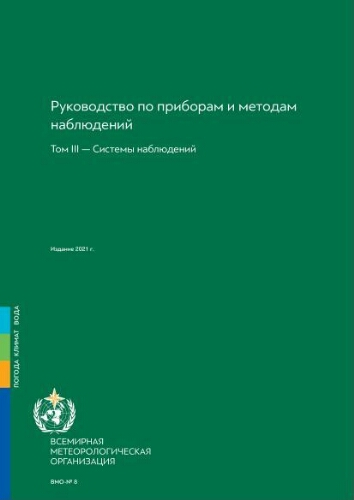 Руководство по приборам и методам
наблюдений
Том III — Системы наблюдений
Издание 2021 г.
ПОГОДА КЛИМАТ ВОДА
ВСЕМИРНАЯ
МЕТЕОРОЛОГИЧЕСКАЯ
ОРГАНИЗАЦИЯ
ВМО-№ 8